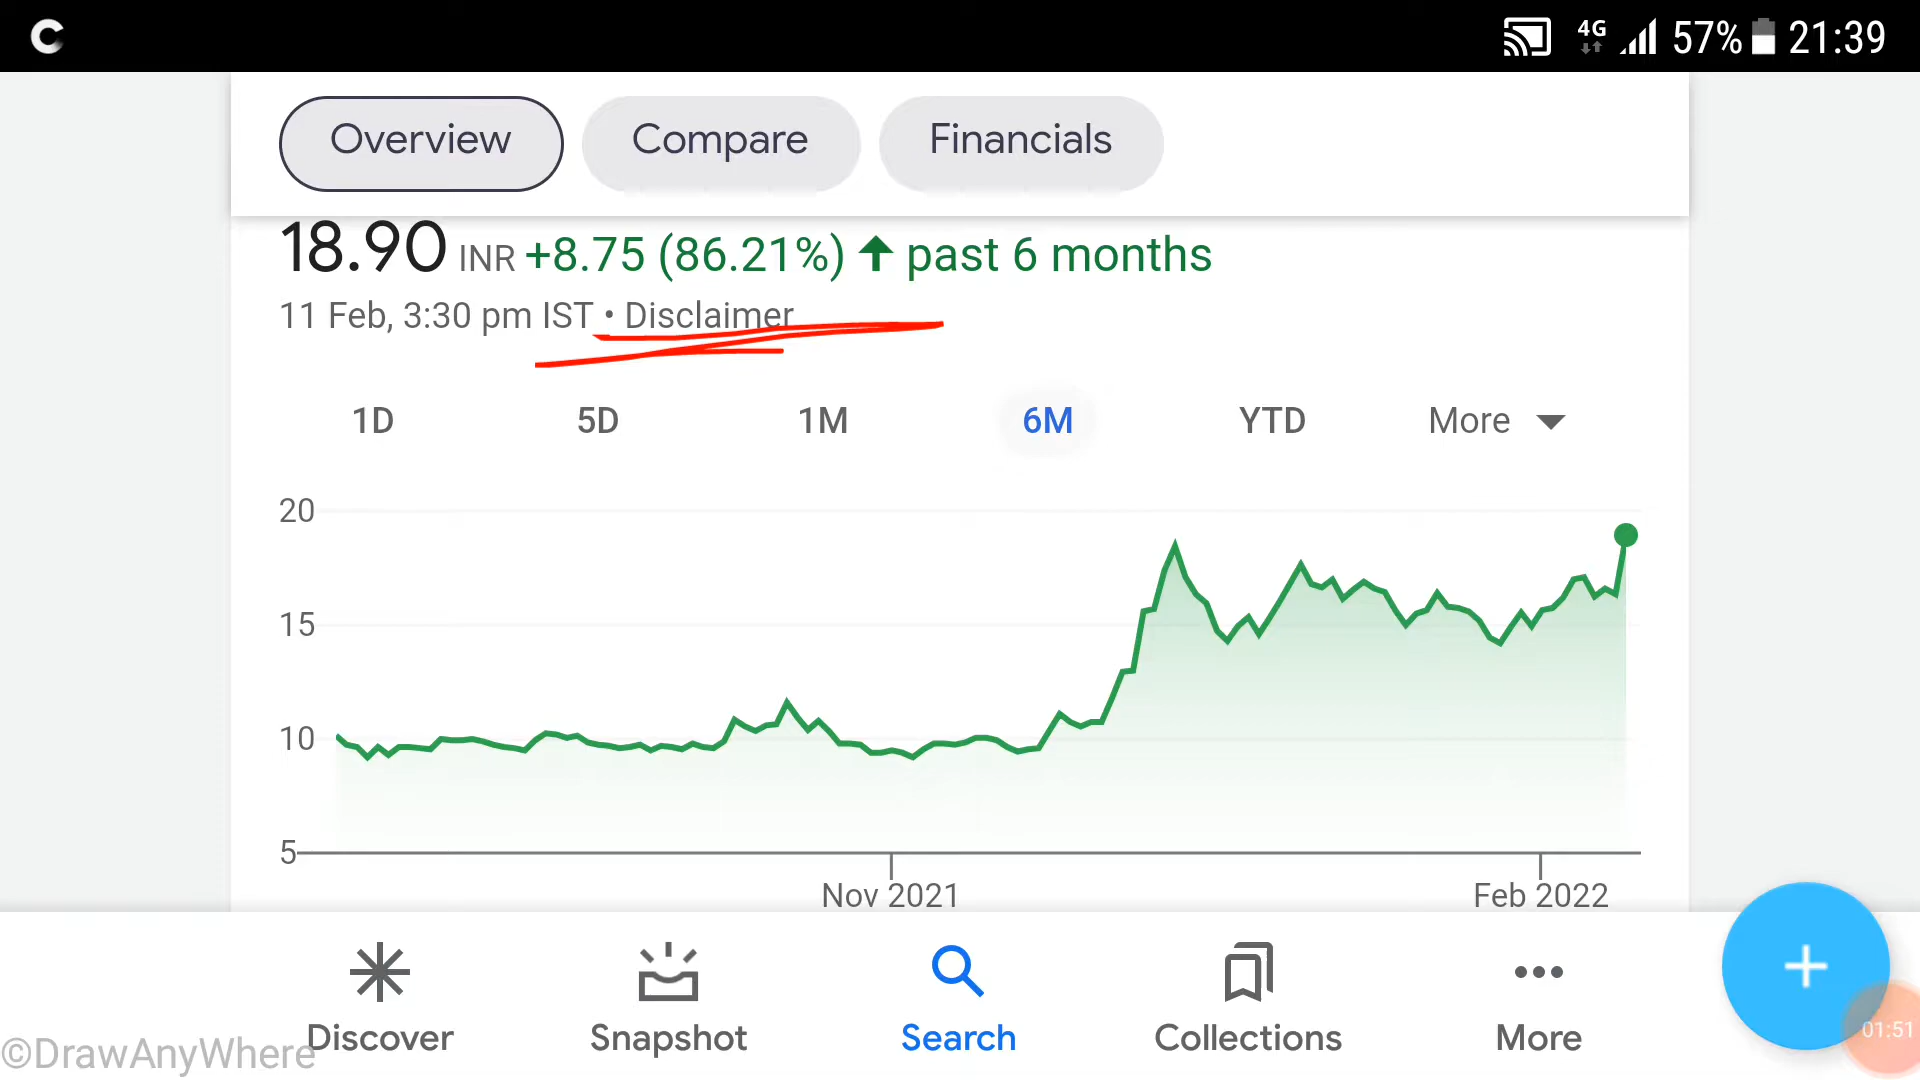 4G 57% 21:39
Overview Compare Financials
18.90 INR +8.75 (86.21%) past 6 months
11 Feb, 3:30 pm IST • Disclaimer
1D 5D 1M 6M YTD More
20
15
10
5
Nov 2021 Feb 2022
Discover Snapshot Search Collections More
01:51
©DrawAnyWhere